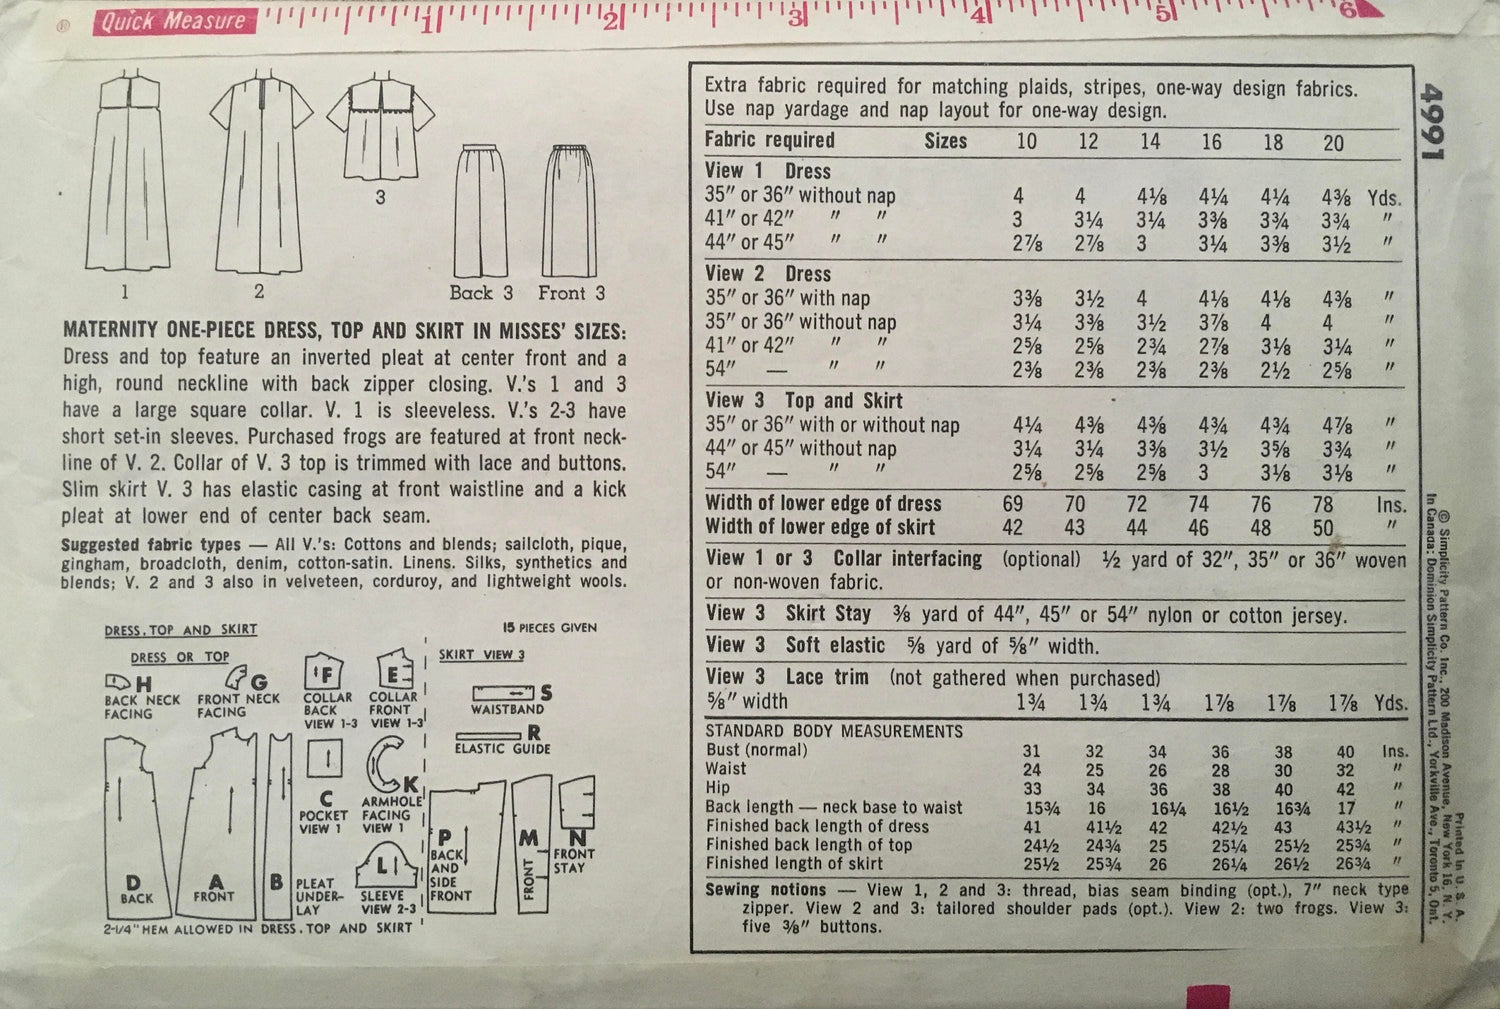 ® Quick Measure 1 2 3 4 5 6
1 2 3 Back 3 Front 3
MATERNITY ONE-PIECE DRESS, TOP AND SKIRT IN MISSES' SIZES:
Dress and top feature an inverted pleat at center front and a
high, round neckline with back zipper closing. V.'s 1 and 3
have a large square collar. V. 1 is sleeveless. V.'s 2-3 have
short set-in sleeves. Purchased frogs are featured at front neck-
line of V. 2. Collar of V. 3 top is trimmed with lace and buttons.
Slim skirt V. 3 has elastic casing at front waistline and a kick
pleat at lower end of center back seam.
Suggested fabric types — All V.'s: Cottons and blends; sailcloth, pique,
gingham, broadcloth, denim, cotton-satin. Linens. Silks, synthetics and
blends; V. 2 and 3 also in velveteen, corduroy, and lightweight wools.
DRESS, TOP AND SKIRT
15 PIECES GIVEN
DRESS OR TOP
H
BACK NECK
FACING
G
FRONT NECK
FACING
F
COLLAR
BACK
VIEW 1-3
E
COLLAR
FRONT
VIEW 1-3
C
POCKET
VIEW 1
K
ARMHOLE
FACING
VIEW 1
D
BACK
A
FRONT
B
PLEAT
UNDER-
LAY
L
SLEEVE
VIEW 2-3
SKIRT VIEW 3
S
WAISTBAND
R
ELASTIC GUIDE
P
BACK
AND
SIDE
FRONT
M
FRONT
N
FRONT
STAY
2-1/4" HEM ALLOWED IN DRESS, TOP AND SKIRT
Extra fabric required for matching plaids, stripes, one-way design fabrics.
Use nap yardage and nap layout for one-way design.
Fabric required Sizes 10 12 14 16 18 20
View 1 Dress
35" or 36" without nap 4 4 4⅛ 4¼ 4¼ 4⅜ Yds.
41" or 42" " " 3 3¼ 3¼ 3⅜ 3¾ 3¾ "
44" or 45" " " 2⅞ 2⅞ 3 3¼ 3⅜ 3½ "
View 2 Dress
35" or 36" with nap 3⅜ 3½ 4 4⅛ 4⅛ 4⅜ "
35" or 36" without nap 3¼ 3⅜ 3½ 3⅞ 4 4 "
41" or 42" " " 2⅝ 2⅝ 2¾ 2⅞ 3⅛ 3¼ "
54" — " " 2⅜ 2⅜ 2⅜ 2⅜ 2½ 2⅝ "
View 3 Top and Skirt
35" or 36" with or without nap 4¼ 4⅜ 4⅜ 4¾ 4¾ 4⅞ "
44" or 45" without nap 3¼ 3¼ 3⅜ 3½ 3⅝ 3¾ "
54" — " " 2⅝ 2⅝ 2⅝ 3 3⅛ 3⅛ "
Width of lower edge of dress 69 70 72 74 76 78 Ins.
Width of lower edge of skirt 42 43 44 46 48 50 "
View 1 or 3 Collar interfacing (optional) ½ yard of 32", 35" or 36" woven
or non-woven fabric.
View 3 Skirt Stay ⅜ yard of 44", 45" or 54" nylon or cotton jersey.
View 3 Soft elastic ⅝ yard of ⅝" width.
View 3 Lace trim (not gathered when purchased)
⅝" width 1¾ 1¾ 1¾ 1⅞ 1⅞ 1⅞ Yds.
STANDARD BODY MEASUREMENTS
Bust (normal) 31 32 34 36 38 40 Ins.
Waist 24 25 26 28 30 32 "
Hip 33 34 36 38 40 42 "
Back length — neck base to waist 15¾ 16 16¼ 16½ 16¾ 17 "
Finished back length of dress 41 41½ 42 42½ 43 43½ "
Finished back length of top 24½ 24¾ 25 25¼ 25½ 25¾ "
Finished length of skirt 25½ 25¾ 26 26¼ 26½ 26¾ "
Sewing notions — View 1, 2 and 3: thread, bias seam binding (opt.), 7" neck type
zipper. View 2 and 3: tailored shoulder pads (opt.). View 2: two frogs. View 3:
five ⅜" buttons.
4991
Printed in U. S. A.
© Simplicity Pattern Co. Inc., 200 Madison Avenue, New York 16, N. Y.
In Canada: Dominion Simplicity Pattern Ltd., Yorkville Ave., Toronto 5, Ont.